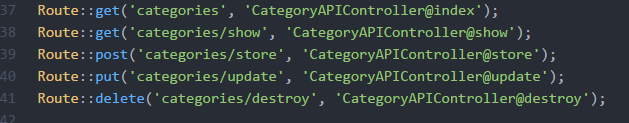 37 Route::get('categories', 'CategoryAPIController@index');
38 Route::get('categories/show', 'CategoryAPIController@show');
39 Route::post('categories/store', 'CategoryAPIController@store');
40 Route::put('categories/update', 'CategoryAPIController@update');
41 Route::delete('categories/destroy', 'CategoryAPIController@destroy');
42